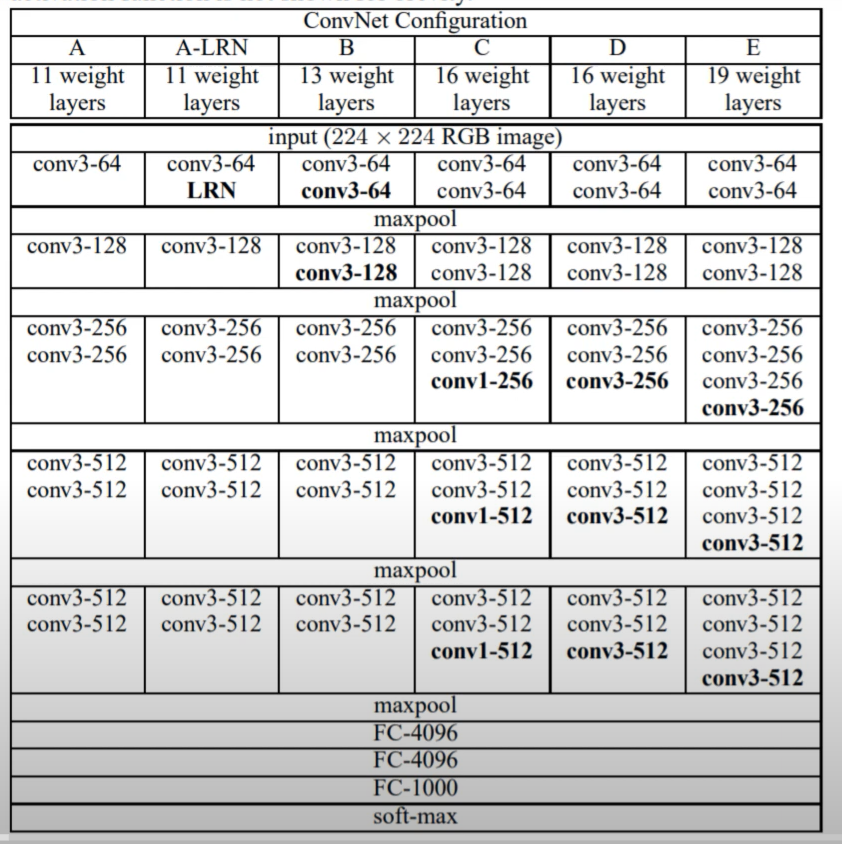 ConvNet Configuration
A A-LRN B C D E
11 weight 11 weight 13 weight 16 weight 16 weight 19 weight
layers layers layers layers layers layers
input (224 × 224 RGB image)
conv3-64 conv3-64 conv3-64 conv3-64 conv3-64 conv3-64
LRN conv3-64 conv3-64 conv3-64 conv3-64
maxpool
conv3-128 conv3-128 conv3-128 conv3-128 conv3-128 conv3-128
conv3-128 conv3-128 conv3-128 conv3-128
maxpool
conv3-256 conv3-256 conv3-256 conv3-256 conv3-256 conv3-256
conv3-256 conv3-256 conv3-256 conv3-256 conv3-256 conv3-256
conv1-256 conv3-256 conv3-256
conv3-256
maxpool
conv3-512 conv3-512 conv3-512 conv3-512 conv3-512 conv3-512
conv3-512 conv3-512 conv3-512 conv3-512 conv3-512 conv3-512
conv1-512 conv3-512 conv3-512
conv3-512
maxpool
conv3-512 conv3-512 conv3-512 conv3-512 conv3-512 conv3-512
conv3-512 conv3-512 conv3-512 conv3-512 conv3-512 conv3-512
conv1-512 conv3-512 conv3-512
conv3-512
maxpool
FC-4096
FC-4096
FC-1000
soft-max